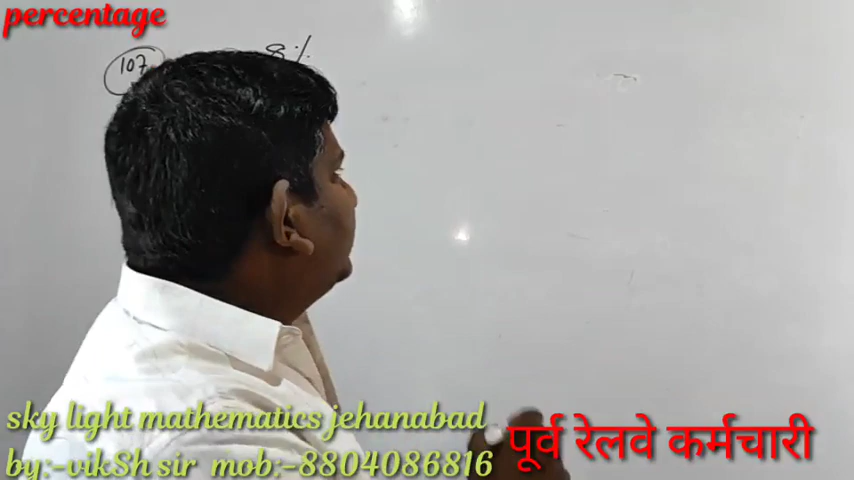 percentage
107 8%
sky light mathematics jehanabad
by:-vikSh sir mob:-8804086816
पूर्व रेलवे कर्मचारी